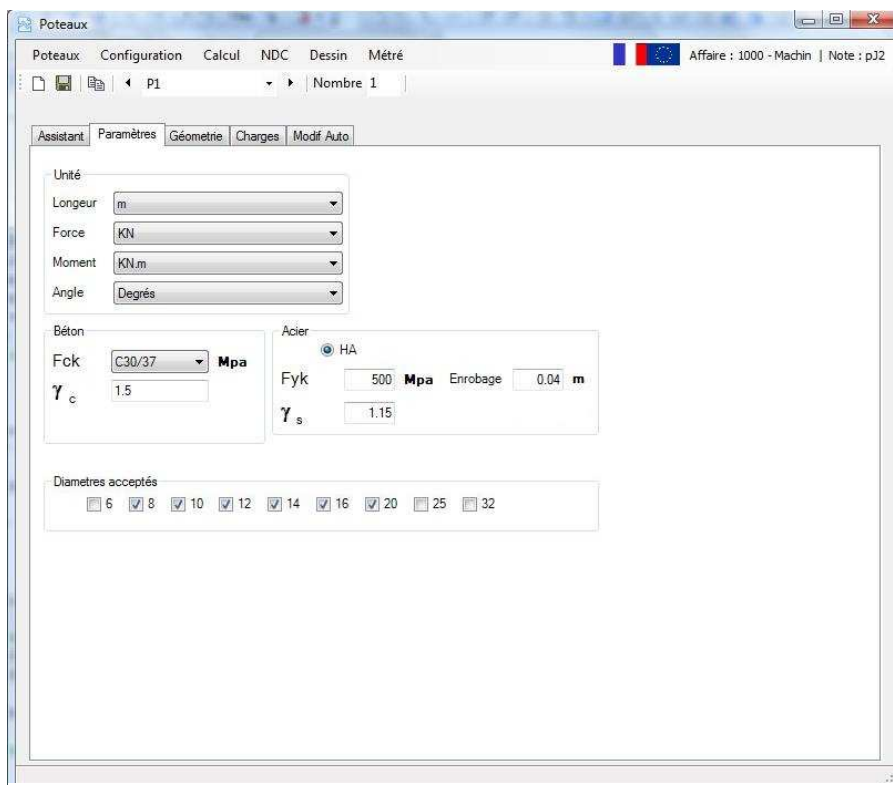 Poteaux
Poteaux Configuration Calcul NDC Dessin Métré Affaire : 1000 - Machin | Note : pJ2
P1 Nombre 1
Assistant Paramètres Géometrie Charges Modif Auto
Unité
Longeur m
Force KN
Moment KN.m
Angle Degrés
Béton
Fck C30/37 Mpa
γ c 1.5
Acier
HA
Fyk 500 Mpa Enrobage 0.04 m
γ s 1.15
Diametres acceptés
6 8 10 12 14 16 20 25 32